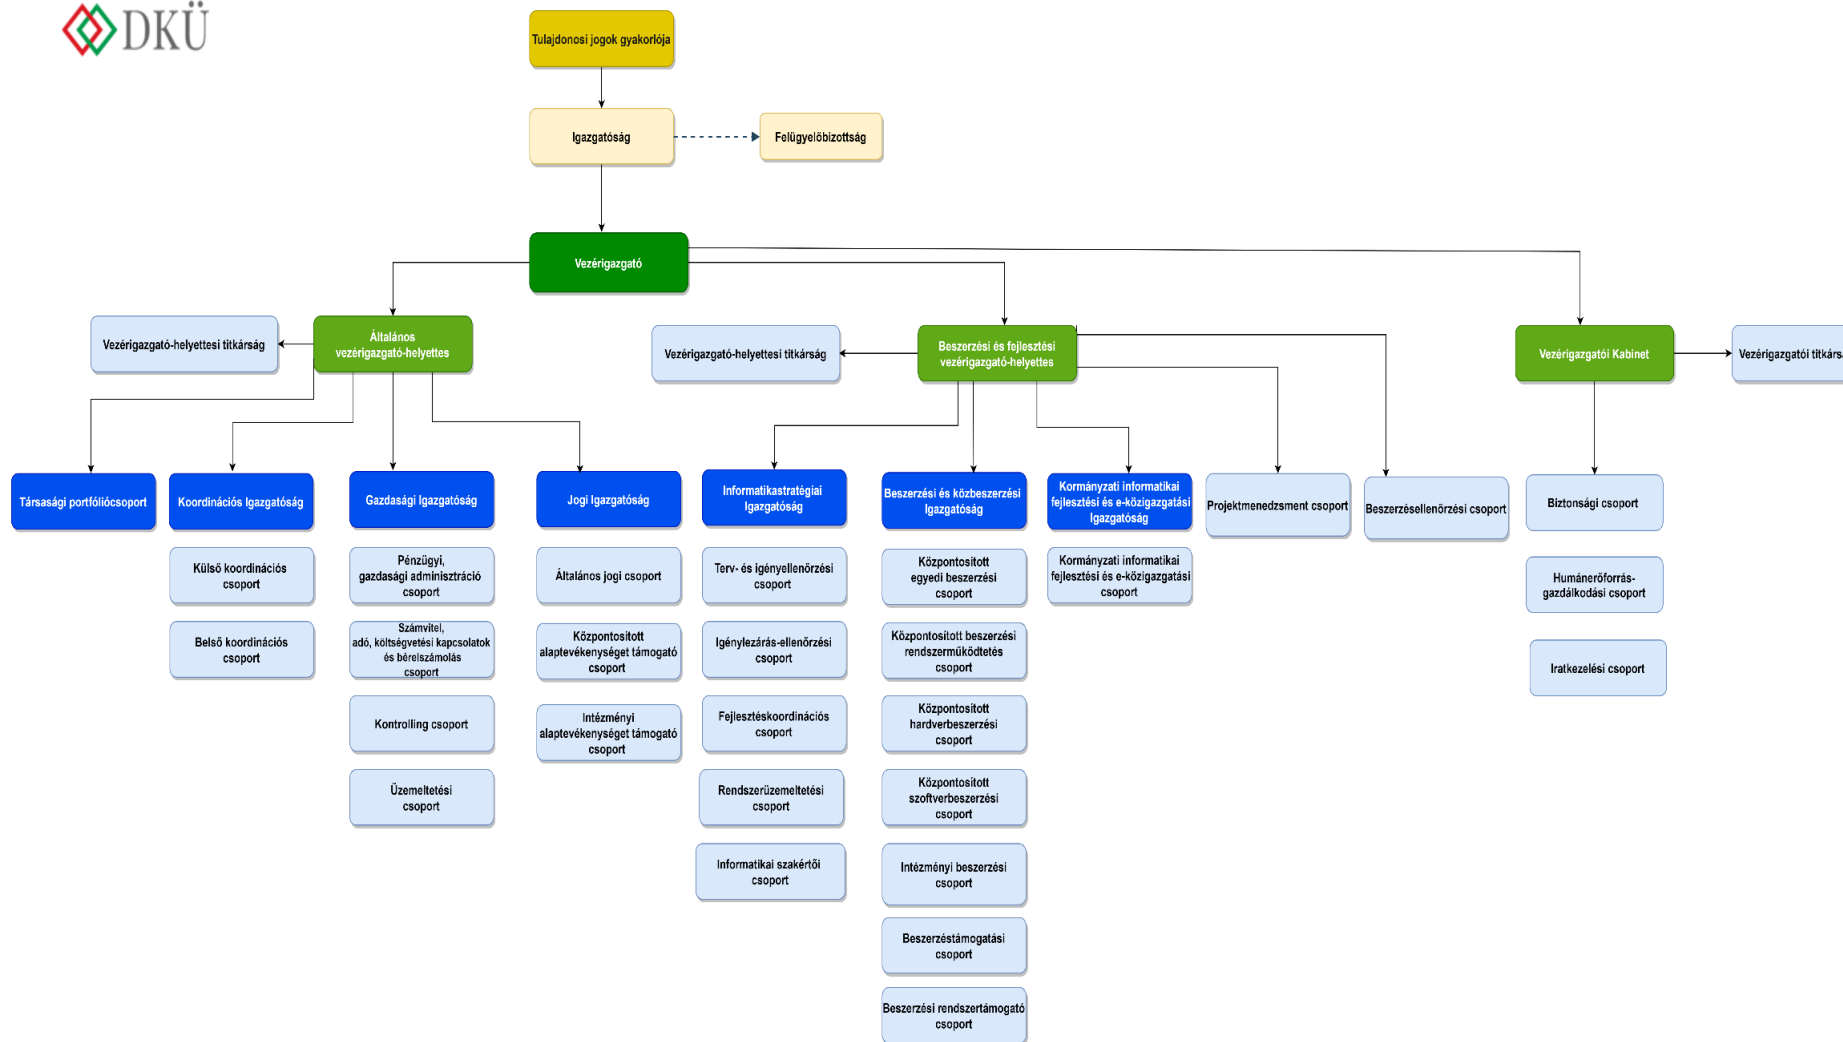 DKÜ
Tulajdonosi jogok gyakorlója
Igazgatóság
Felügyelőbizottság
Vezérigazgató
Vezérigazgató-helyettesi titkárság
Általános
vezérigazgató-helyettes
Vezérigazgató-helyettesi titkárság
Beszerzési és fejlesztési
vezérigazgató-helyettes
Vezérigazgatói Kabinet
Vezérigazgatói
Társasági portfóliócsoport
Koordinációs Igazgatóság
Gazdasági Igazgatóság
Jogi Igazgatóság
Informatikastratégiai
Igazgatóság
Beszerzési és közbeszerzési
Igazgatóság
Kormányzati informatikai
fejlesztési és e-közigazgatási
Igazgatóság
Projektmenedzsment csoport
Beszerzésellenőrzési csoport
Biztonsági csoport
Külső koordinációs
csoport
Belső koordinációs
csoport
Pénzügyi,
gazdasági adminisztráció
csoport
Számvitel,
adó, költségvetési kapcsolatok
és bérelszámolás
csoport
Kontrolling csoport
Üzemeltetési
csoport
Általános jogi csoport
Központosított
alaptevékenységet támogató
csoport
Intézményi
alaptevékenységet támogató
csoport
Terv- és igényellenőrzési
csoport
Igénylezárás-ellenőrzési
csoport
Fejlesztéskoordinációs
csoport
Rendszerüzemeltetési
csoport
Informatikai szakértői
csoport
Központosított
egyedi beszerzési
csoport
Központosított beszerzési
rendszerműködtetés
csoport
Központosított
hardverbeszerzési
csoport
Központosított
szoftverbeszerzési
csoport
Intézményi beszerzési
csoport
Beszerzéstámogatási
csoport
Beszerzési rendszertámogató
csoport
Kormányzati informatikai
fejlesztési és e-közigazgatási
csoport
Humánerőforrás-
gazdálkodási csoport
Iratkezelési csoport